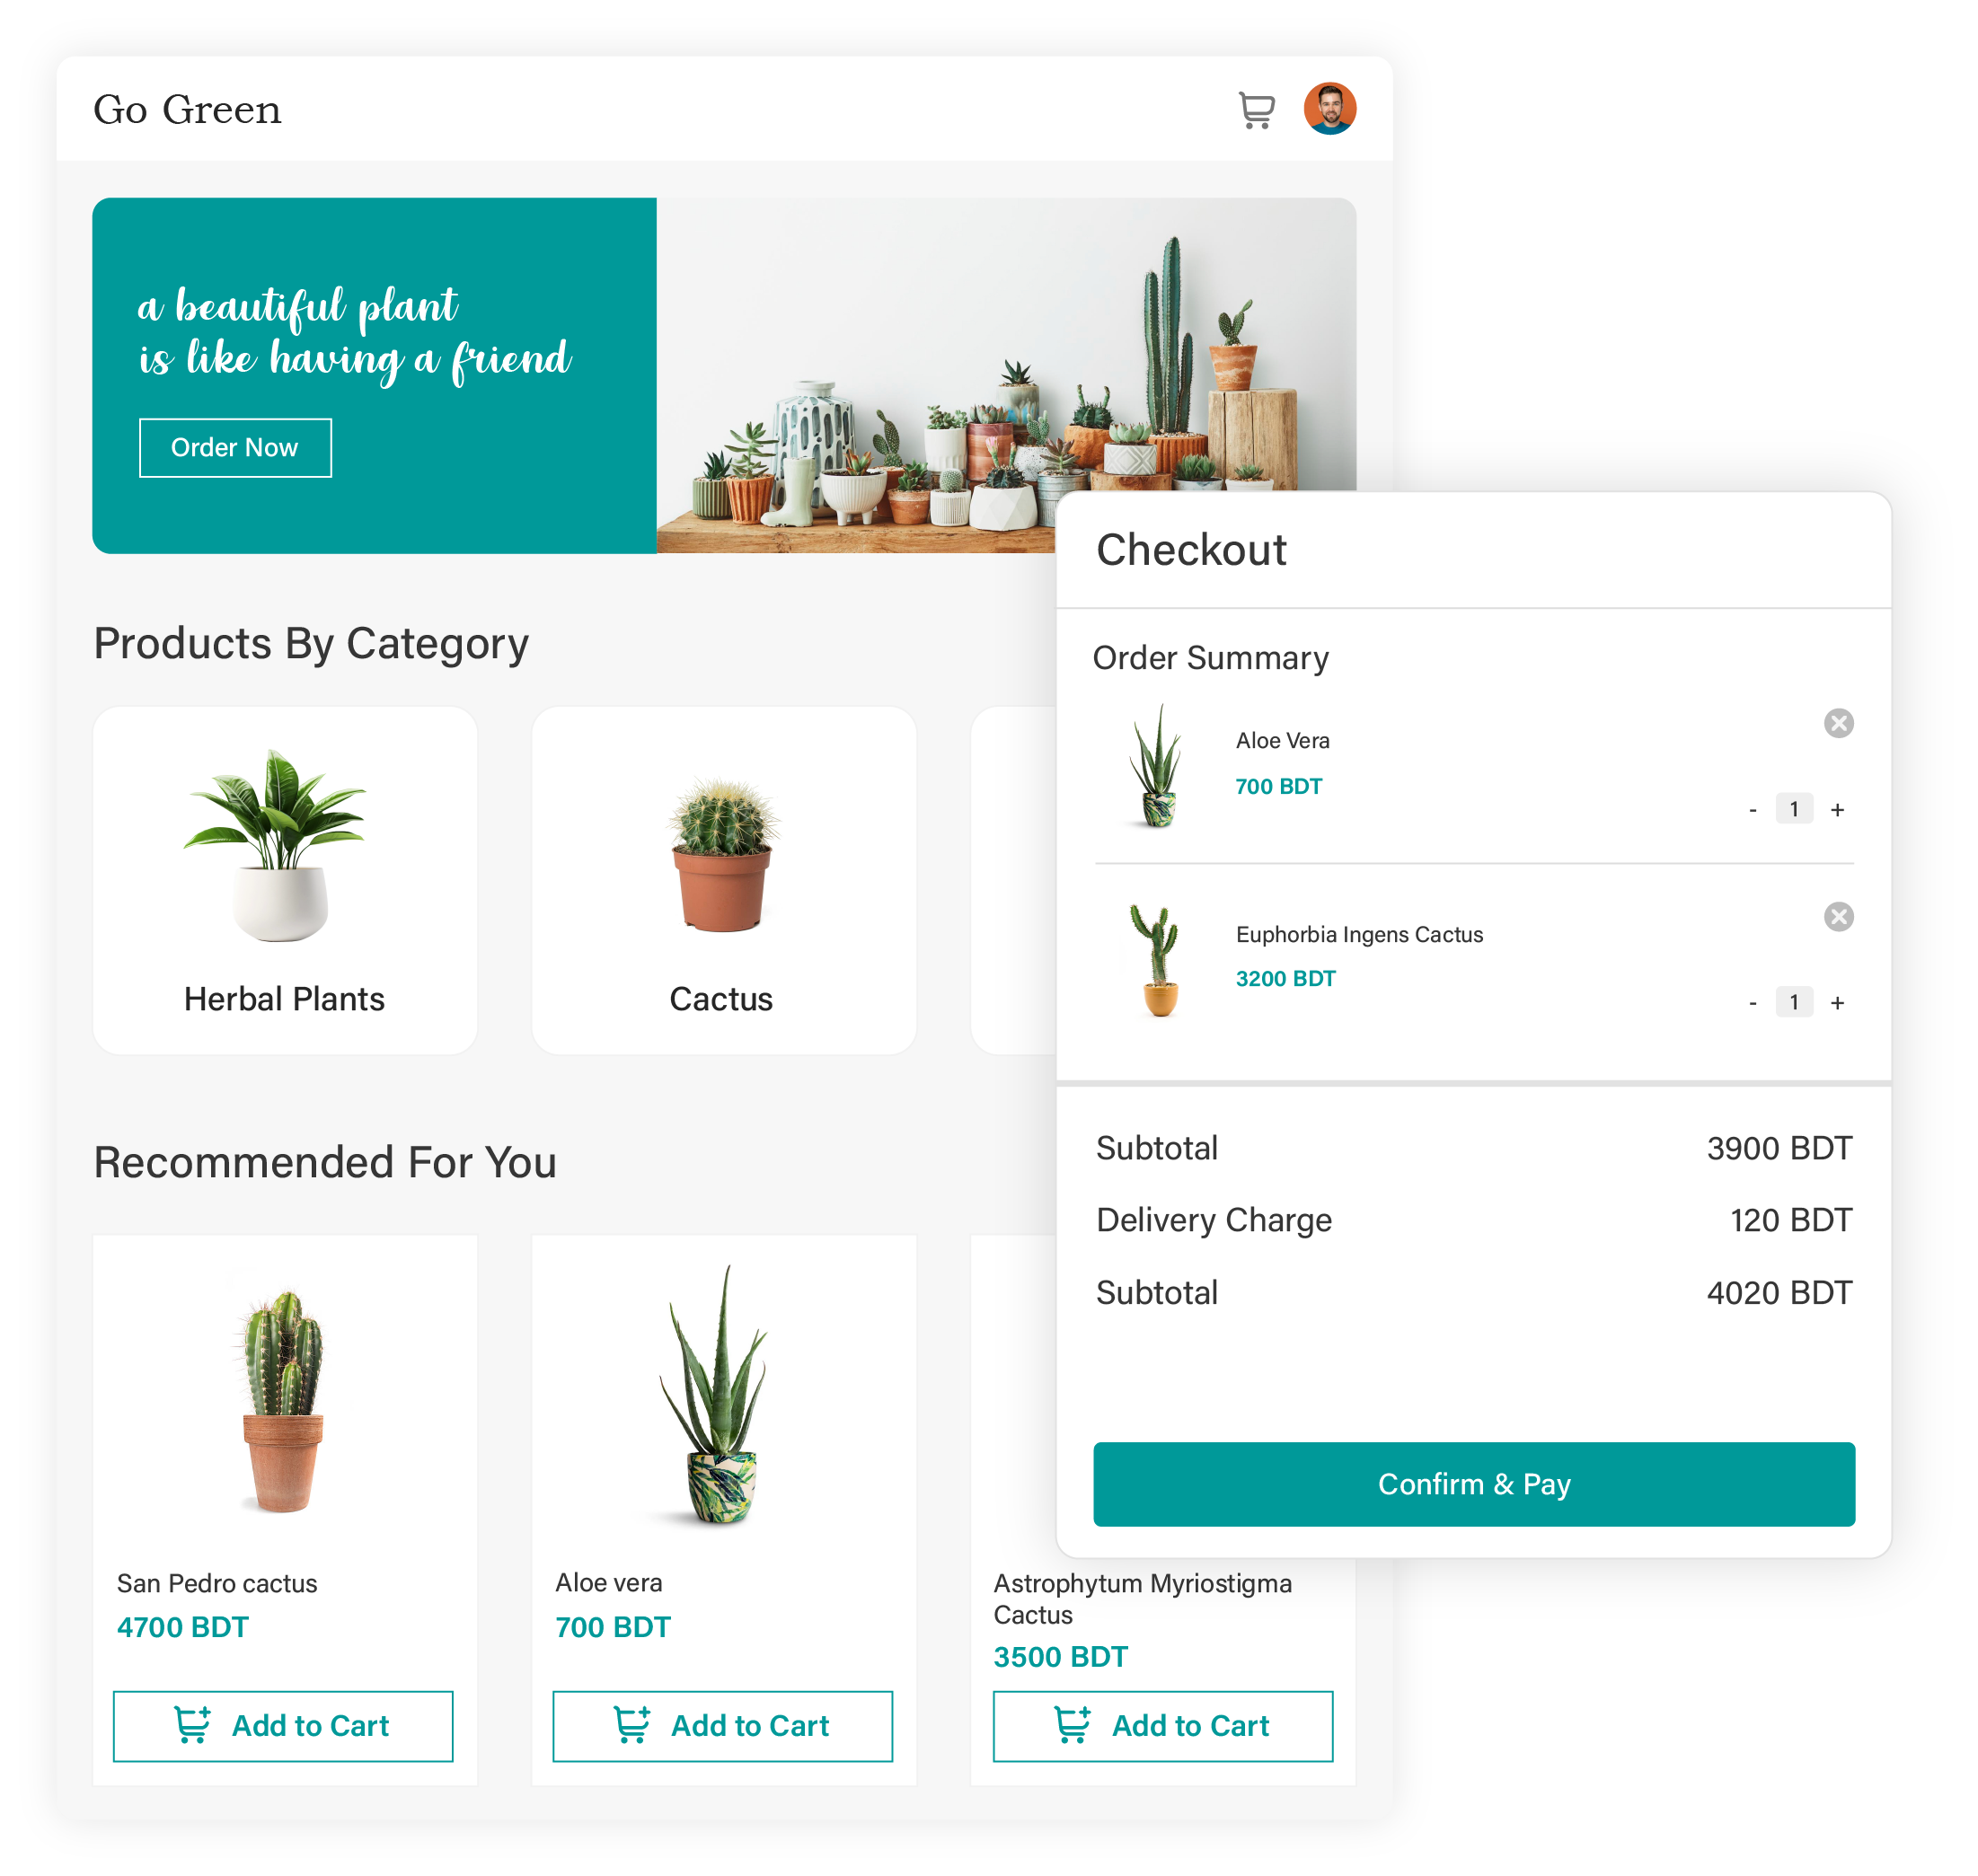 Go Green
a beautiful plant
is like having a friend
Order Now
Products By Category
Herbal Plants
Cactus
Recommended For You
San Pedro cactus
4700 BDT
Add to Cart
Aloe vera
700 BDT
Add to Cart
Astrophytum Myriostigma
Cactus
3500 BDT
Add to Cart
Checkout
Order Summary
Aloe Vera
700 BDT
- 1 +
Euphorbia Ingens Cactus
3200 BDT
- 1 +
Subtotal 3900 BDT
Delivery Charge 120 BDT
Subtotal 4020 BDT
Confirm & Pay